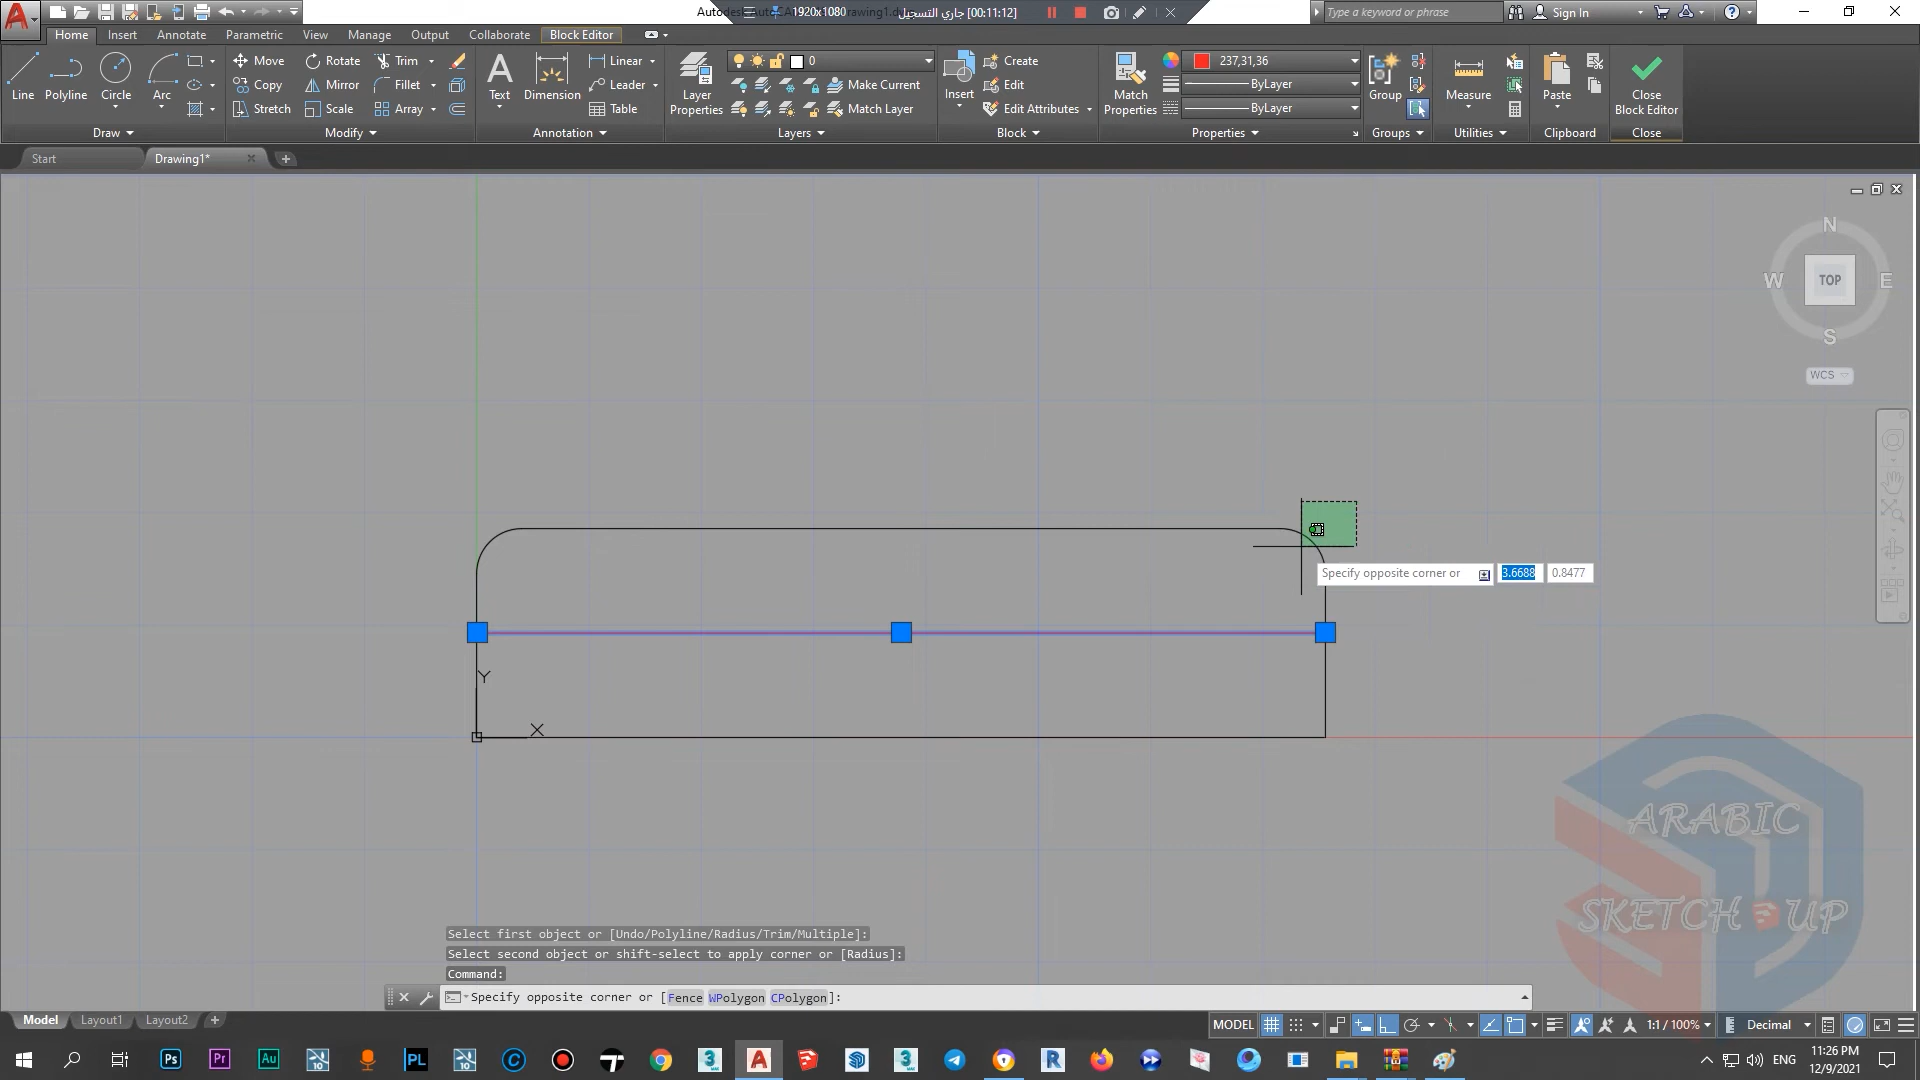 1920x1080
جاري التسجيل [00:11:12]
Type a keyword or phrase
Sign In
Home Insert Annotate Parametric View Manage Output Collaborate Block Editor
Line Polyline Circle Arc
Move Rotate Trim
Copy Mirror Fillet
Stretch Scale Array
Text Dimension
Linear
Leader
Table
Layer Properties
0
Make Current
Match Layer
Insert
Create
Edit
Edit Attributes
Match Properties
237,31,36
ByLayer
ByLayer
Group
Measure
Paste
Close Block Editor
Draw Modify Annotation Layers Block Properties Groups Utilities Clipboard Close
Start Drawing1*
N
W TOP E
S
WCS
Specify opposite corner or 3.6688 0.8477
Y
X
ARABIC
SKETCH UP
Select first object or [Undo/Polyline/Radius/Trim/Multiple]:
Select second object or shift-select to apply corner or [Radius]:
Command:
Specify opposite corner or [Fence WPolygon CPolygon]:
Model Layout1 Layout2
MODEL 1:1 / 100% Decimal
ENG 11:26 PM
12/9/2021